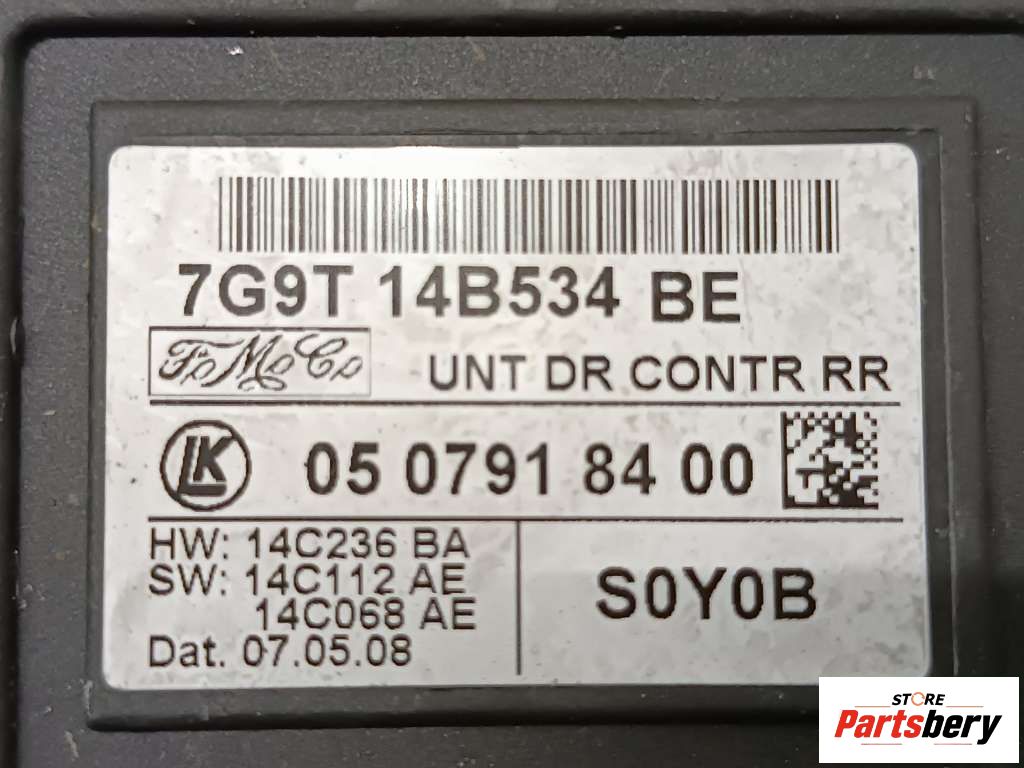 7G9T 14B534 BE
FoMoCo
UNT DR CONTR RR
LK
05 0791 84 00
HW: 14C236 BA
SW: 14C112 AE
14C068 AE
Dat. 07.05.08
S0Y0B
STORE
Partsbery